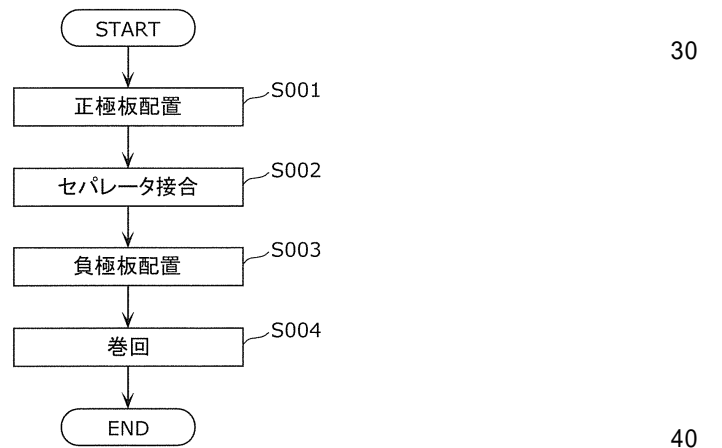 START
30
正極板配置
S001
セパレータ接合
S002
負極板配置
S003
巻回
S004
END
40